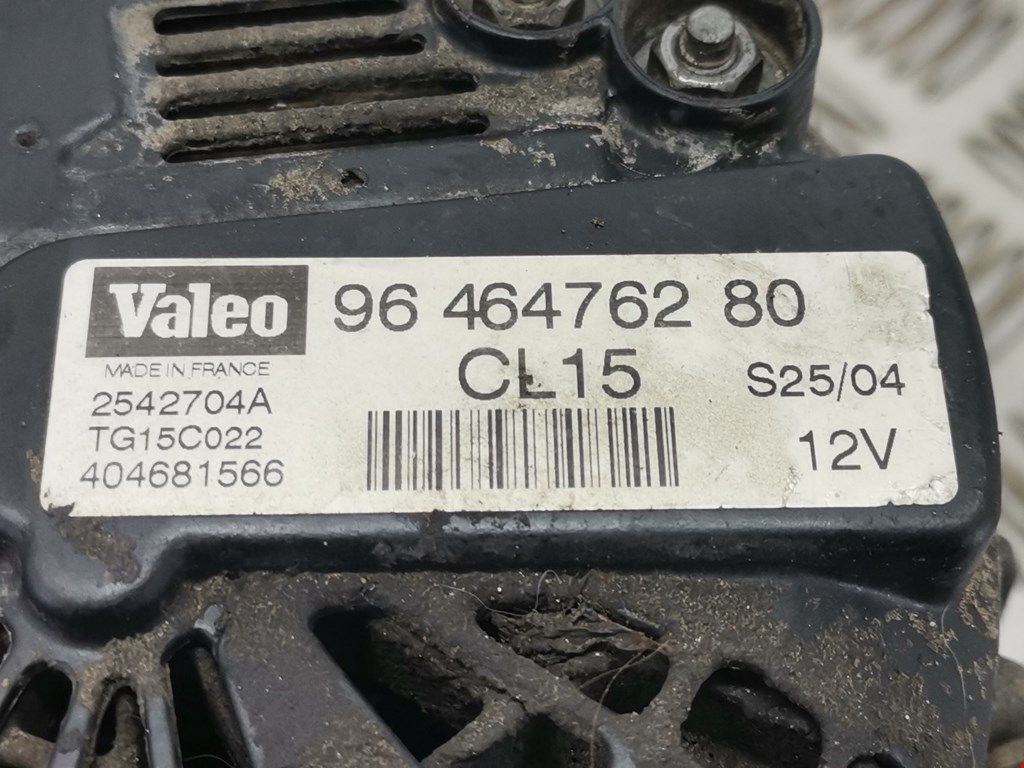 Valeo
96 464762 80
MADE IN FRANCE
CL15
S25/04
2542704A
TG15C022
12V
404681566